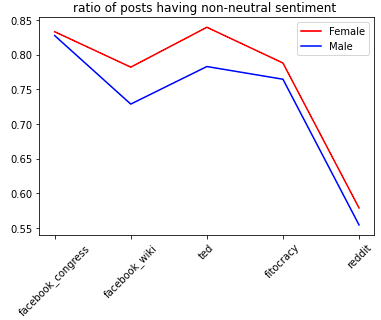 ratio of posts having non-neutral sentiment
0.85
0.80
0.75
0.70
0.65
0.60
0.55
Female
Male
facebook_congress
facebook_wiki
ted
fitocracy
reddit